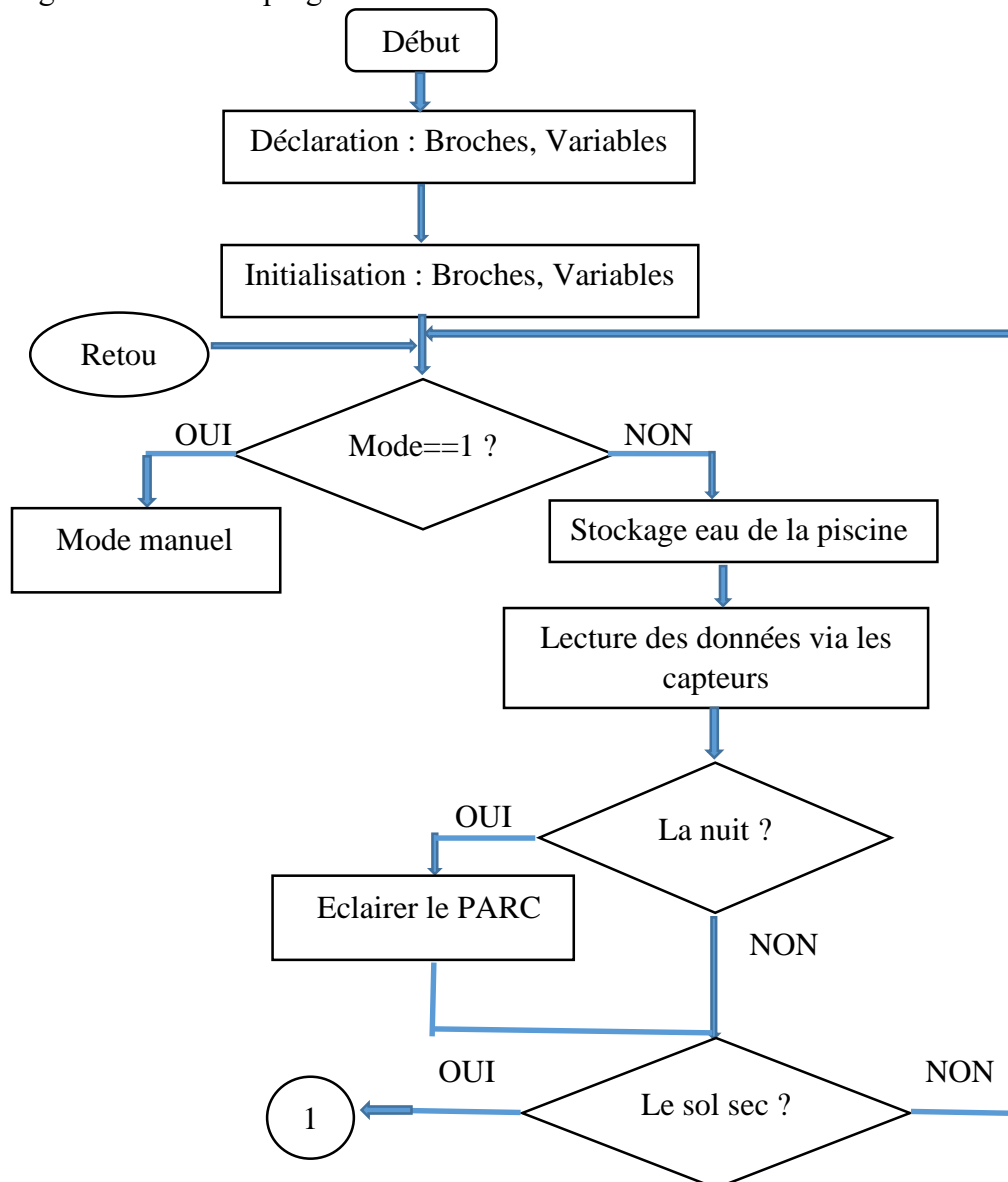 Début
Déclaration : Broches, Variables
Initialisation : Broches, Variables
Retou
Mode==1 ?
OUI
NON
Mode manuel
Stockage eau de la piscine
Lecture des données via les
capteurs
La nuit ?
OUI
Eclairer le PARC
NON
Le sol sec ?
OUI
NON
1